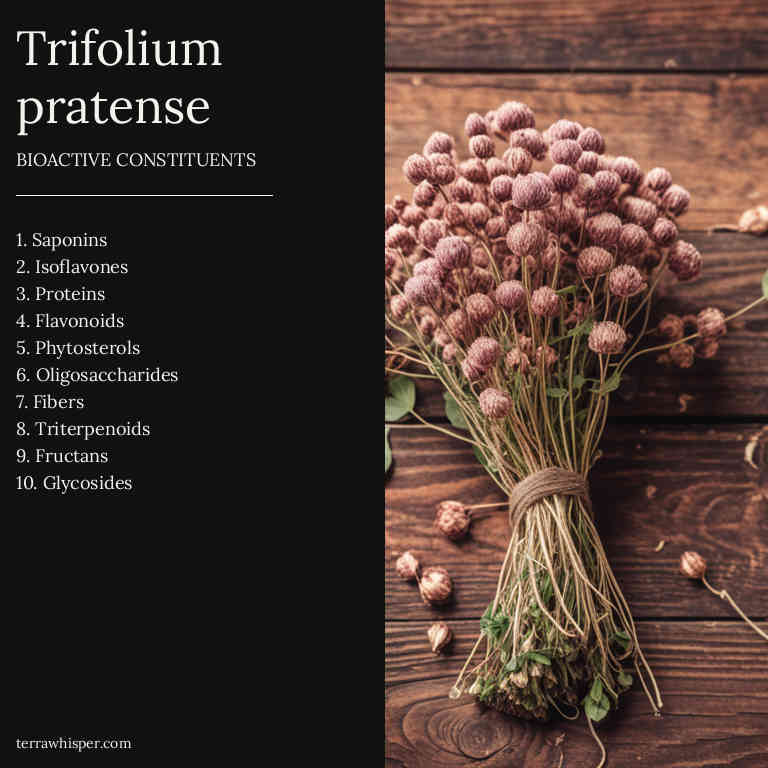 Trifolium
pratense
BIOACTIVE CONSTITUENTS
1. Saponins
2. Isoflavones
3. Proteins
4. Flavonoids
5. Phytosterols
6. Oligosaccharides
7. Fibers
8. Triterpenoids
9. Fructans
10. Glycosides
terrawhisper.com